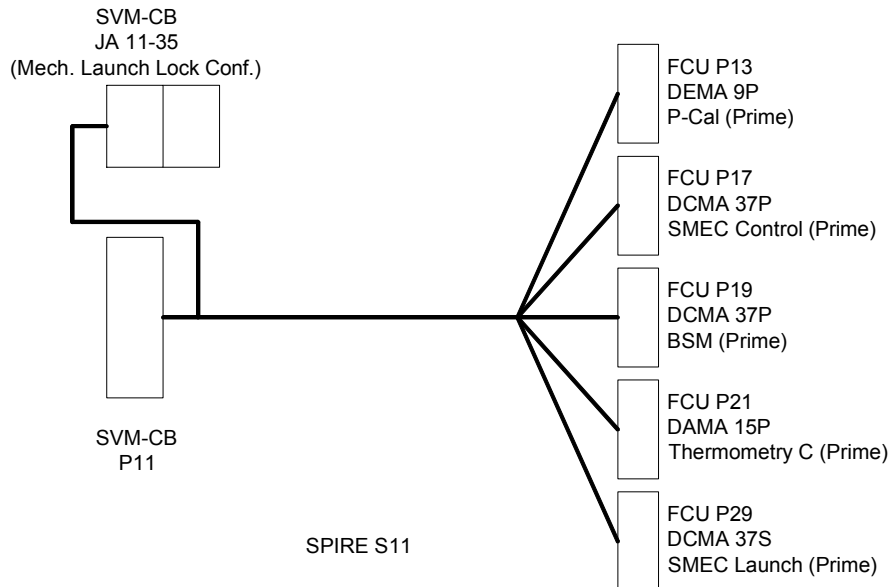 SVM-CB
JA 11-35
(Mech. Launch Lock Conf.)
FCU P13
DEMA 9P
P-Cal (Prime)
FCU P17
DCMA 37P
SMEC Control (Prime)
FCU P19
DCMA 37P
BSM (Prime)
SVM-CB
P11
FCU P21
DAMA 15P
Thermometry C (Prime)
FCU P29
DCMA 37S
SMEC Launch (Prime)
SPIRE S11